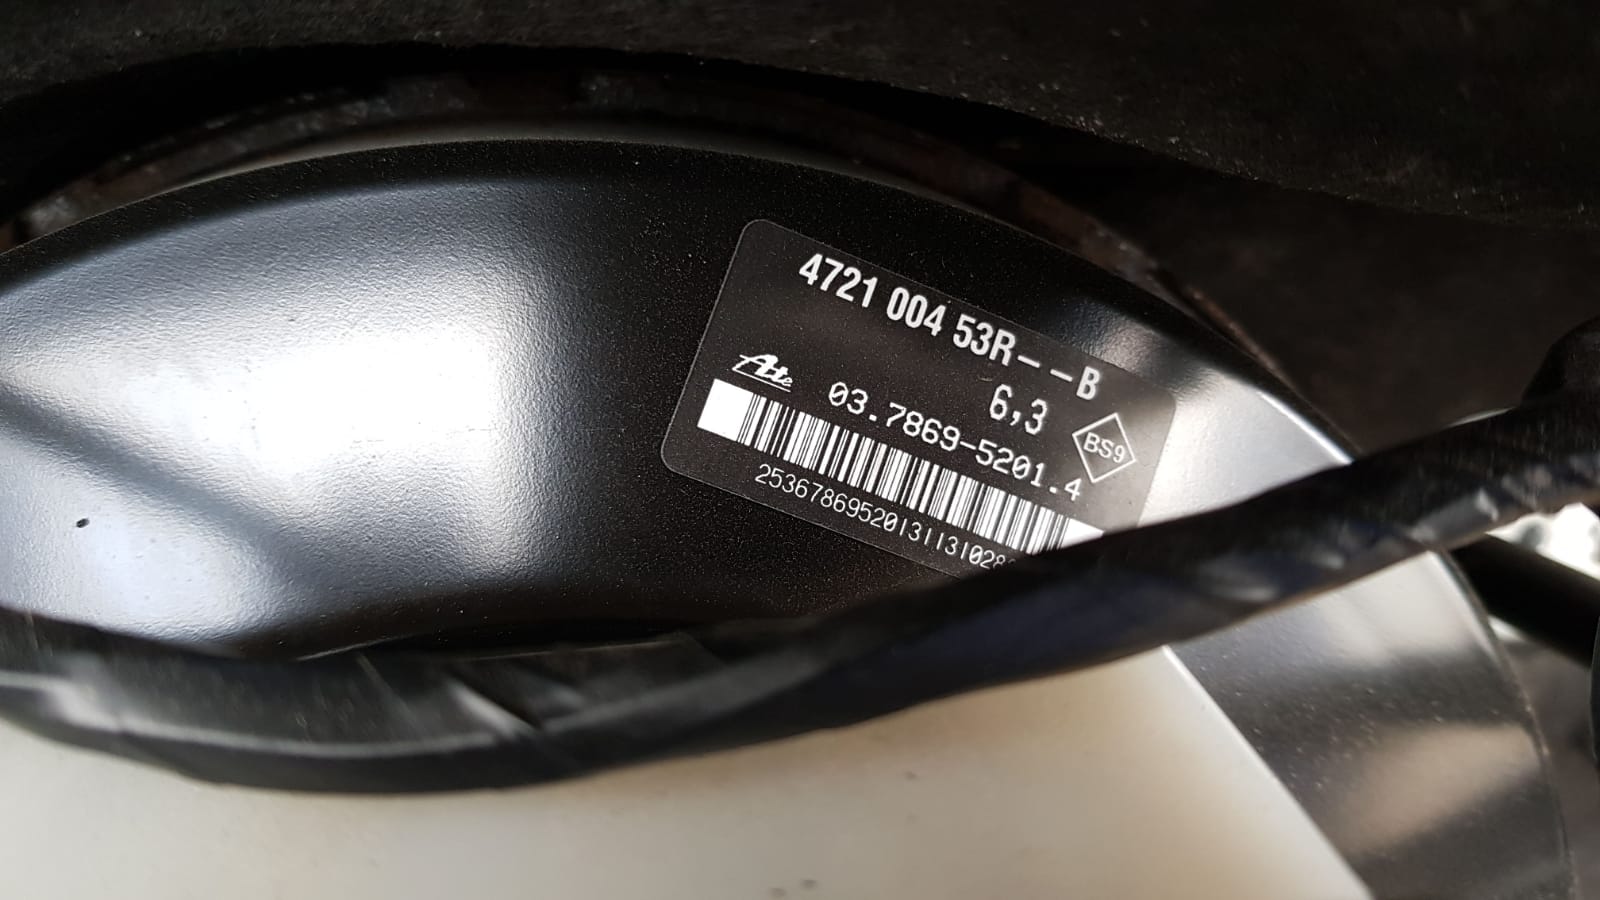 4721 004 53R--B
6,3
Ate 03.7869-5201.4
BS9
25367869520131131028